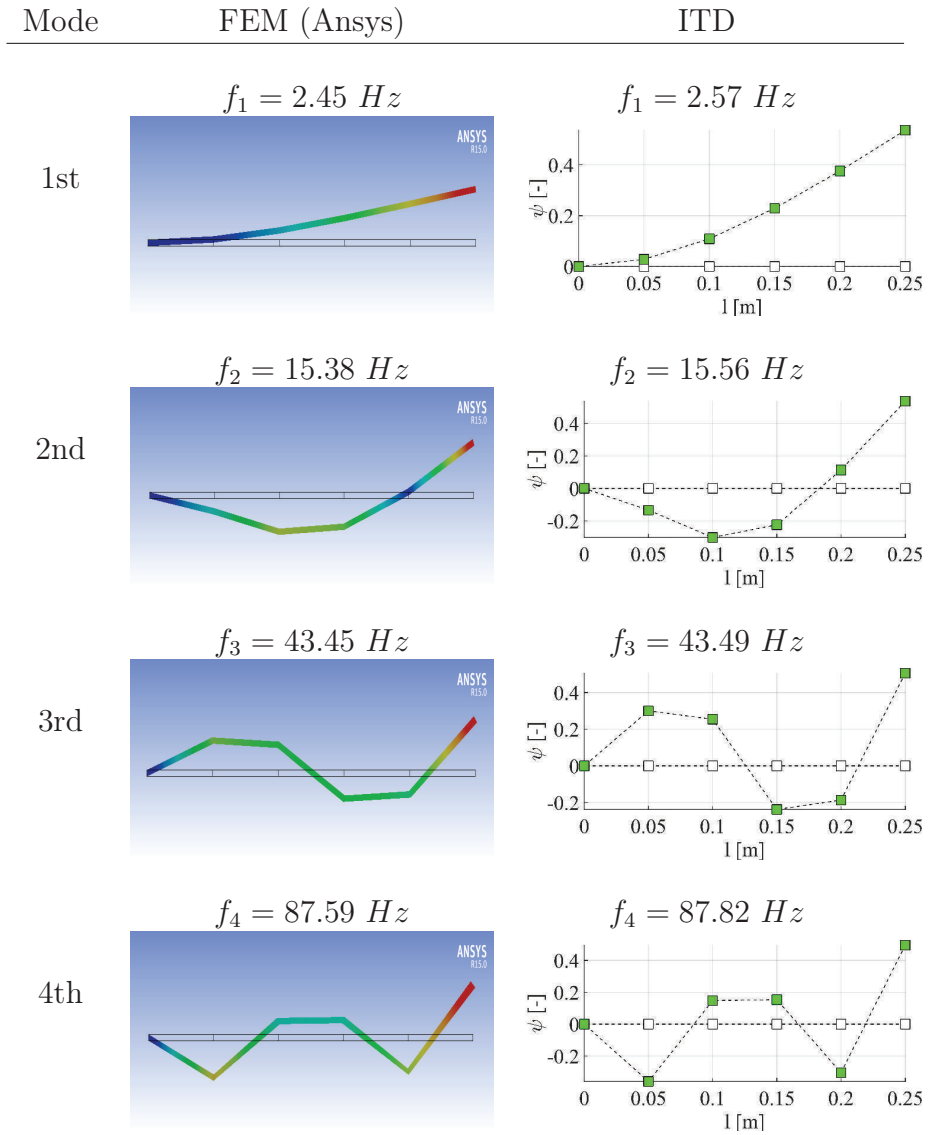 Mode FEM (Ansys) ITD
f₁ = 2.45 Hz f₁ = 2.57 Hz
1st
ANSYS
R15.0
0.4
0.2
0
ψ [-]
0 0.05 0.1 0.15 0.2 0.25
l [m]
f₂ = 15.38 Hz f₂ = 15.56 Hz
2nd
ANSYS
R15.0
0.4
0.2
0
-0.2
ψ [-]
0 0.05 0.1 0.15 0.2 0.25
l [m]
f₃ = 43.45 Hz f₃ = 43.49 Hz
3rd
ANSYS
R15.0
0.4
0.2
0
-0.2
ψ [-]
0 0.05 0.1 0.15 0.2 0.25
l [m]
f₄ = 87.59 Hz f₄ = 87.82 Hz
4th
ANSYS
R15.0
0.4
0.2
0
-0.2
ψ [-]
0 0.05 0.1 0.15 0.2 0.25
l [m]